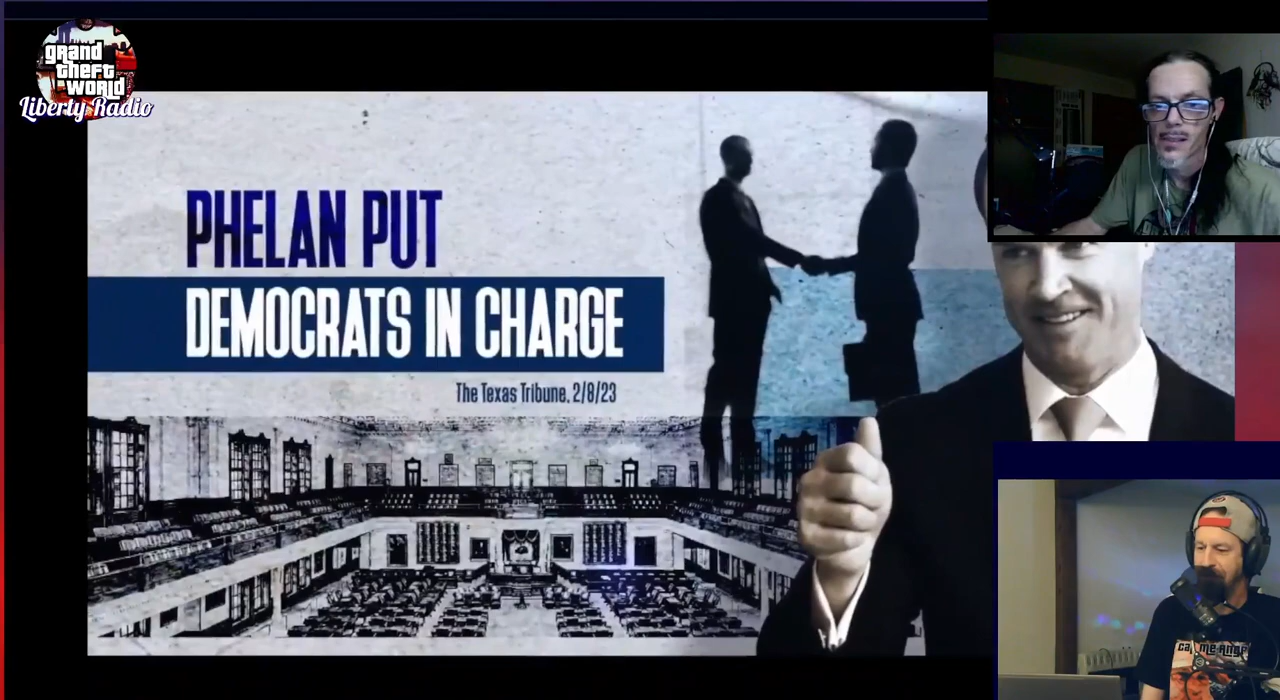 grand
theft
world
Liberty Radio
PHELAN PUT
DEMOCRATS IN CHARGE
The Texas Tribune, 2/8/23